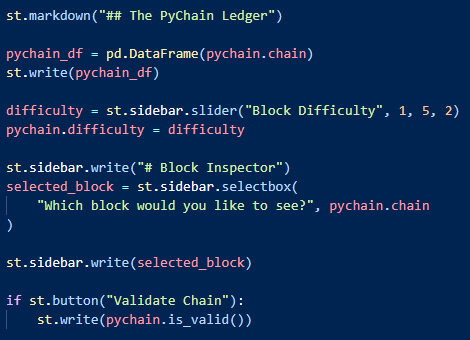 st.markdown("## The PyChain Ledger")
pychain_df = pd.DataFrame(pychain.chain)
st.write(pychain_df)
difficulty = st.sidebar.slider("Block Difficulty", 1, 5, 2)
pychain.difficulty = difficulty
st.sidebar.write("# Block Inspector")
selected_block = st.sidebar.selectbox(
    "Which block would you like to see?", pychain.chain
)
st.sidebar.write(selected_block)
if st.button("Validate Chain"):
    st.write(pychain.is_valid())